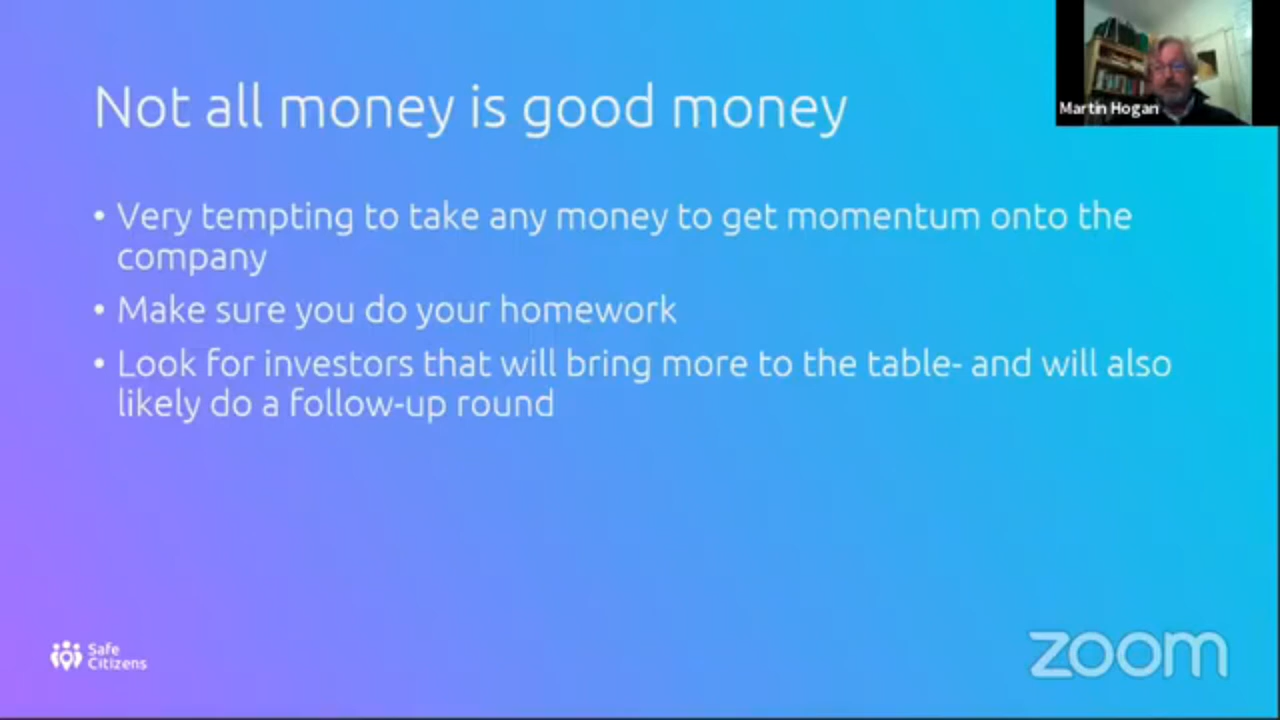 Not all money is good money
Martin Hogan
• Very tempting to take any money to get momentum onto the
company
• Make sure you do your homework
• Look for investors that will bring more to the table- and will also
likely do a follow-up round
Safe
Citizens
zoom